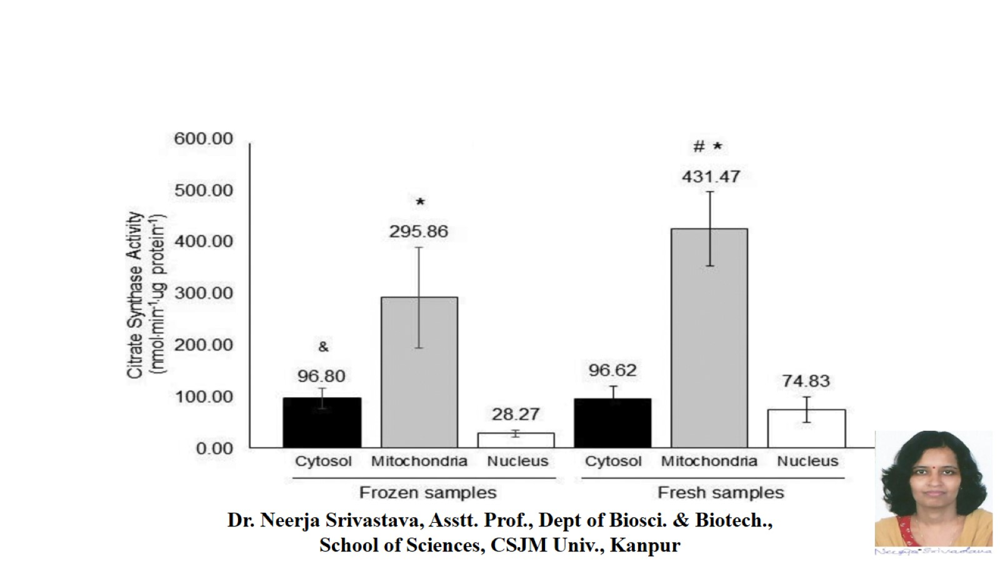 600.00
500.00
400.00
300.00
200.00
100.00
0.00
Citrate Synthase Activity
(nmol·min⁻¹·ug protein⁻¹)
&
96.80
*
295.86
28.27
96.62
# *
431.47
74.83
Cytosol Mitochondria Nucleus Cytosol Mitochondria Nucleus
Frozen samples Fresh samples
Dr. Neerja Srivastava, Asstt. Prof., Dept of Biosci. & Biotech.,
School of Sciences, CSJM Univ., Kanpur
Neerja Srivastava